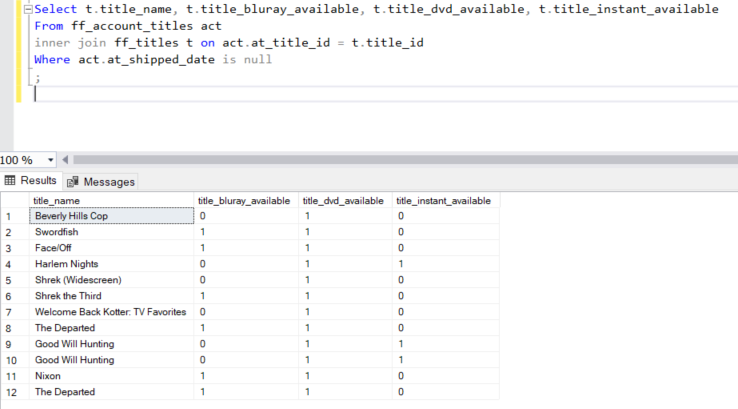 Select t.title_name, t.title_bluray_available, t.title_dvd_available, t.title_instant_available
From ff_account_titles act
inner join ff_titles t on act.at_title_id = t.title_id
Where act.at_shipped_date is null
;
100 %
Results Messages
title_name title_bluray_available title_dvd_available title_instant_available
1 Beverly Hills Cop 0 1 0
2 Swordfish 1 1 0
3 Face/Off 1 1 0
4 Harlem Nights 0 1 1
5 Shrek (Widescreen) 0 1 0
6 Shrek the Third 1 1 0
7 Welcome Back Kotter: TV Favorites 0 1 0
8 The Departed 1 1 0
9 Good Will Hunting 0 1 1
10 Good Will Hunting 0 1 1
11 Nixon 1 1 0
12 The Departed 1 1 0